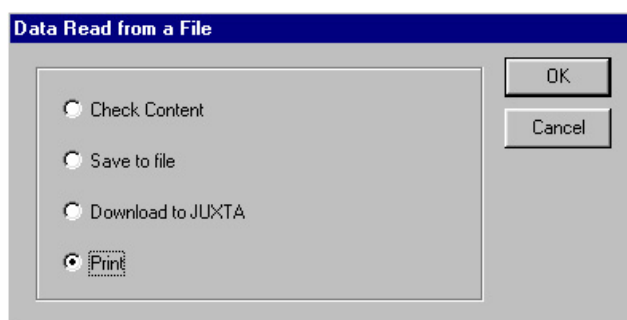 Data Read from a File
Check Content
Save to file
Download to JUXTA
Print
OK
Cancel